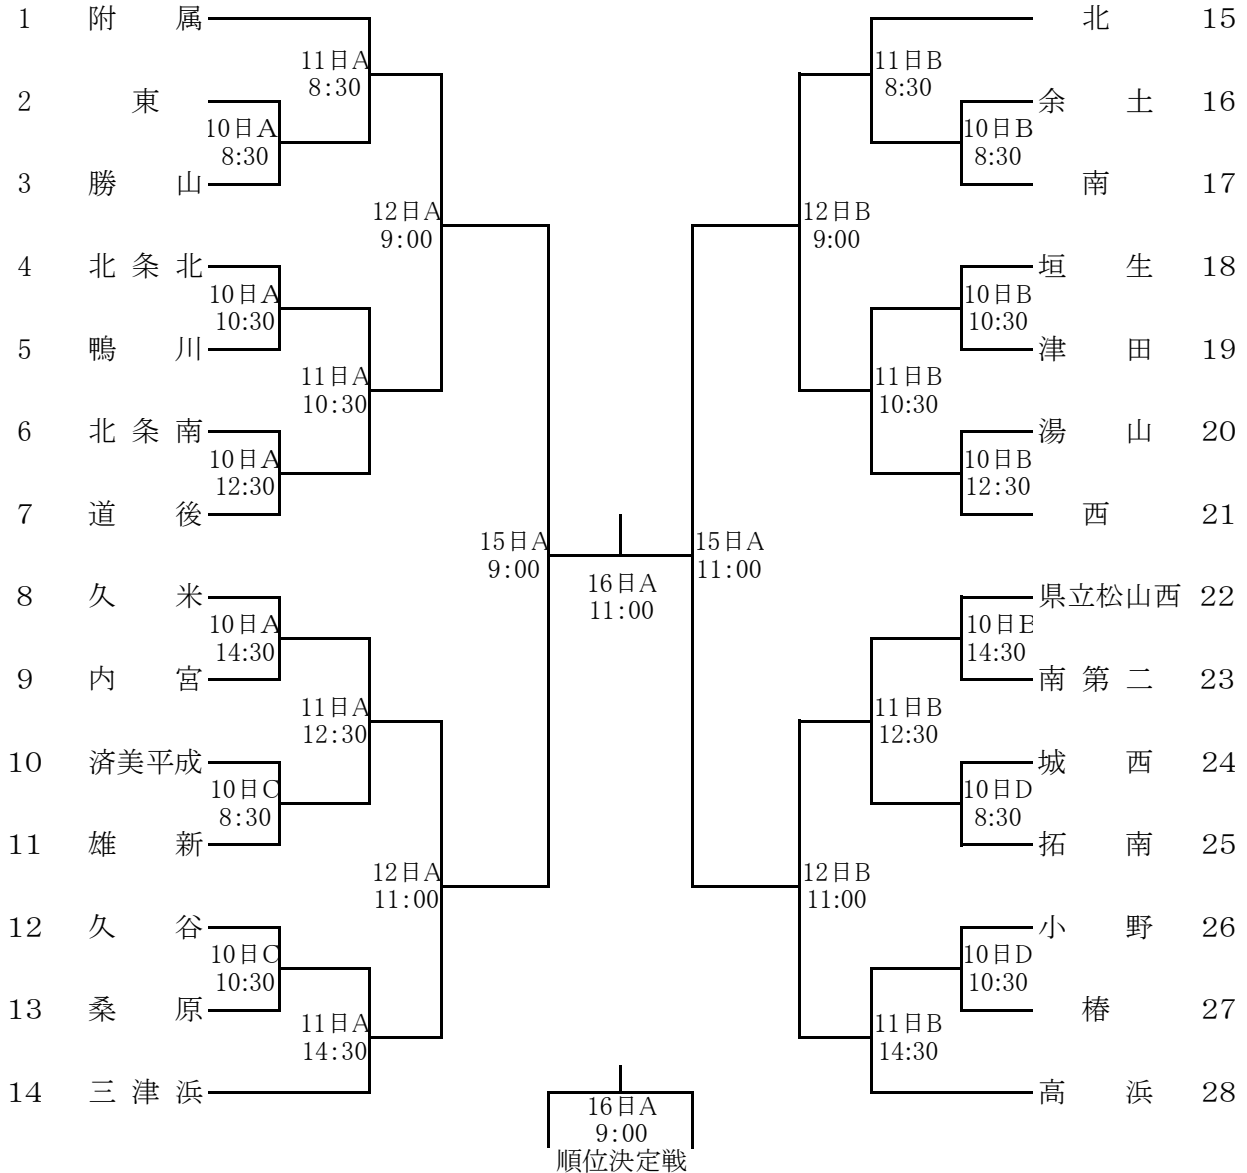 1 附属
11日A
8:30
2 東
10日A
8:30
3 勝山
12日A
9:00
4 北条北
10日A
10:30
5 鴨川
11日A
10:30
6 北条南
10日A
12:30
7 道後
15日A
9:00
8 久米
10日A
14:30
9 内宮
11日A
12:30
10 済美平成
10日C
8:30
11 雄新
12日A
11:00
12 久谷
10日C
10:30
13 桑原
11日A
14:30
14 三津浜
16日A
11:00
16日A
9:00
順位決定戦
北 15
11日B
8:30
余土 16
10日B
8:30
南 17
12日B
9:00
垣生 18
10日B
10:30
津田 19
11日B
10:30
湯山 20
10日B
12:30
西 21
15日A
11:00
県立松山西 22
10日B
14:30
南第二 23
11日B
12:30
城西 24
10日D
8:30
拓南 25
12日B
11:00
小野 26
10日D
10:30
椿 27
11日B
14:30
高浜 28